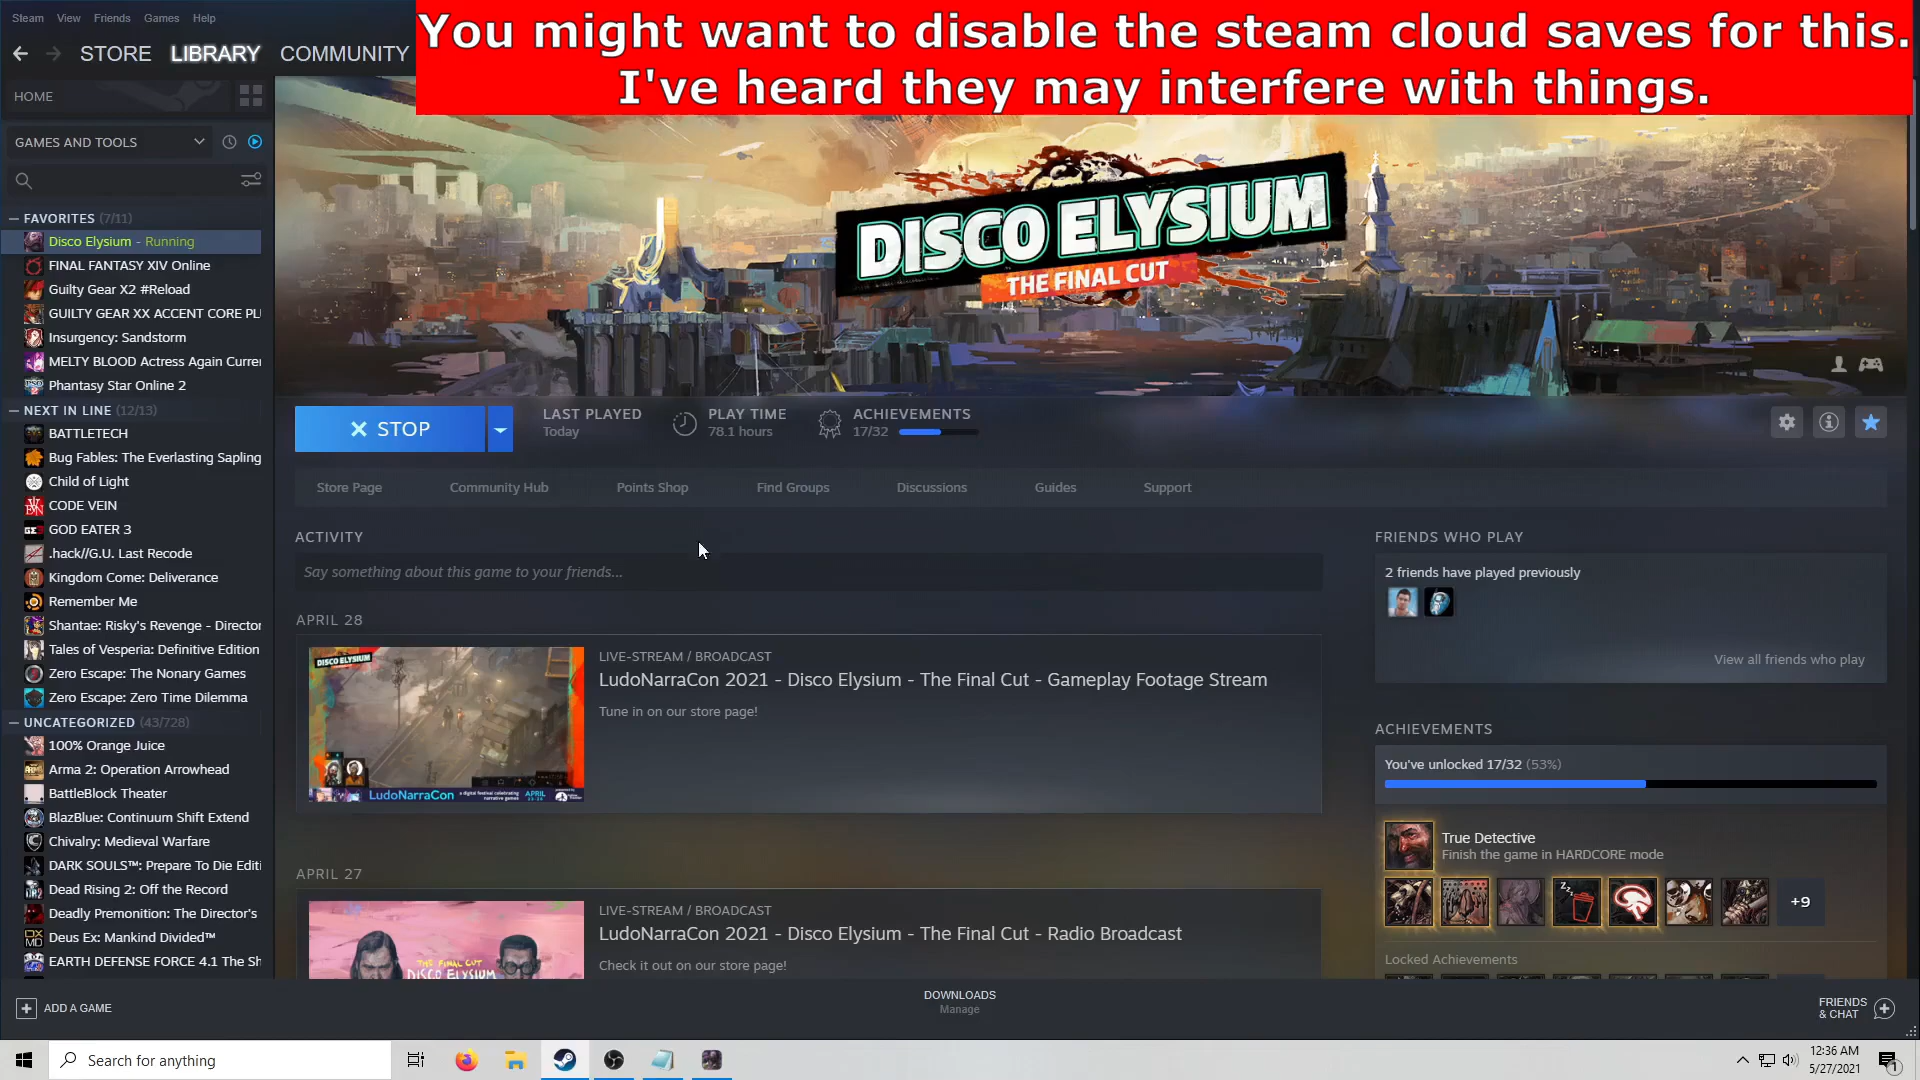 Steam View Friends Games Help
STORE LIBRARY COMMUNITY
You might want to disable the steam cloud saves for this.
I've heard they may interfere with things.
HOME
GAMES AND TOOLS
FAVORITES (7/11)
Disco Elysium - Running
FINAL FANTASY XIV Online
Guilty Gear X2 #Reload
GUILTY GEAR XX ACCENT CORE PL
Insurgency: Sandstorm
MELTY BLOOD Actress Again Curre
Phantasy Star Online 2
NEXT IN LINE (12/13)
BATTLETECH
Bug Fables: The Everlasting Sapling
Child of Light
CODE VEIN
GOD EATER 3
.hack//G.U. Last Recode
Kingdom Come: Deliverance
Remember Me
Shantae: Risky's Revenge - Director
Tales of Vesperia: Definitive Edition
Zero Escape: The Nonary Games
Zero Escape: Zero Time Dilemma
UNCATEGORIZED (43/728)
100% Orange Juice
Arma 2: Operation Arrowhead
BattleBlock Theater
BlazBlue: Continuum Shift Extend
Chivalry: Medieval Warfare
DARK SOULS™: Prepare To Die Editi
Dead Rising 2: Off the Record
Deadly Premonition: The Director's
Deus Ex: Mankind Divided™
EARTH DEFENSE FORCE 4.1 The Sh
DISCO ELYSIUM
THE FINAL CUT
STOP
LAST PLAYED
Today
PLAY TIME
78.1 hours
ACHIEVEMENTS
17/32
Store Page Community Hub Points Shop Find Groups Discussions Guides Support
ACTIVITY
Say something about this game to your friends...
APRIL 28
DISCO ELYSIUM
LudoNarraCon
APRIL
LIVE-STREAM / BROADCAST
LudoNarraCon 2021 - Disco Elysium - The Final Cut - Gameplay Footage Stream
Tune in on our store page!
APRIL 27
THE FINAL CUT
DISCO ELYSIUM
LIVE-STREAM / BROADCAST
LudoNarraCon 2021 - Disco Elysium - The Final Cut - Radio Broadcast
Check it out on our store page!
FRIENDS WHO PLAY
2 friends have played previously
View all friends who play
ACHIEVEMENTS
You've unlocked 17/32 (53%)
True Detective
Finish the game in HARDCORE mode
+9
Locked Achievements
ADD A GAME
DOWNLOADS
Manage
FRIENDS
& CHAT
Search for anything
12:36 AM
5/27/2021
1